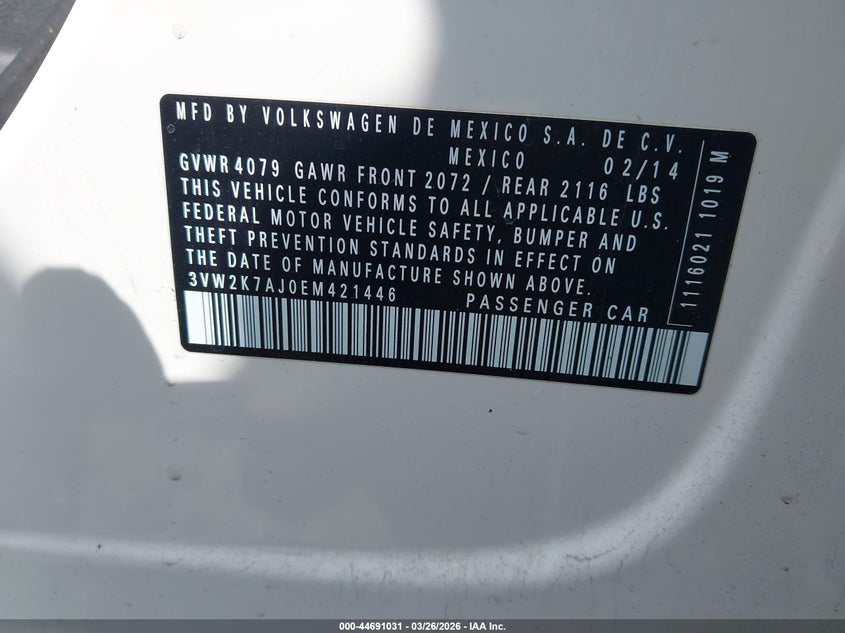 MFD BY VOLKSWAGEN DE MEXICO S.A. DE C.V.
MEXICO 02/14
GVWR 4079 GAWR FRONT 2072 / REAR 2116 LBS
THIS VEHICLE CONFORMS TO ALL APPLICABLE U.S.
FEDERAL MOTOR VEHICLE SAFETY, BUMPER AND
THEFT PREVENTION STANDARDS IN EFFECT ON
THE DATE OF MANUFACTURE SHOWN ABOVE.
3VW2K7AJ0EM421446 PASSENGER CAR
1116021 1019 M
000-44691031 | 03/26/2026 | IAA Inc.